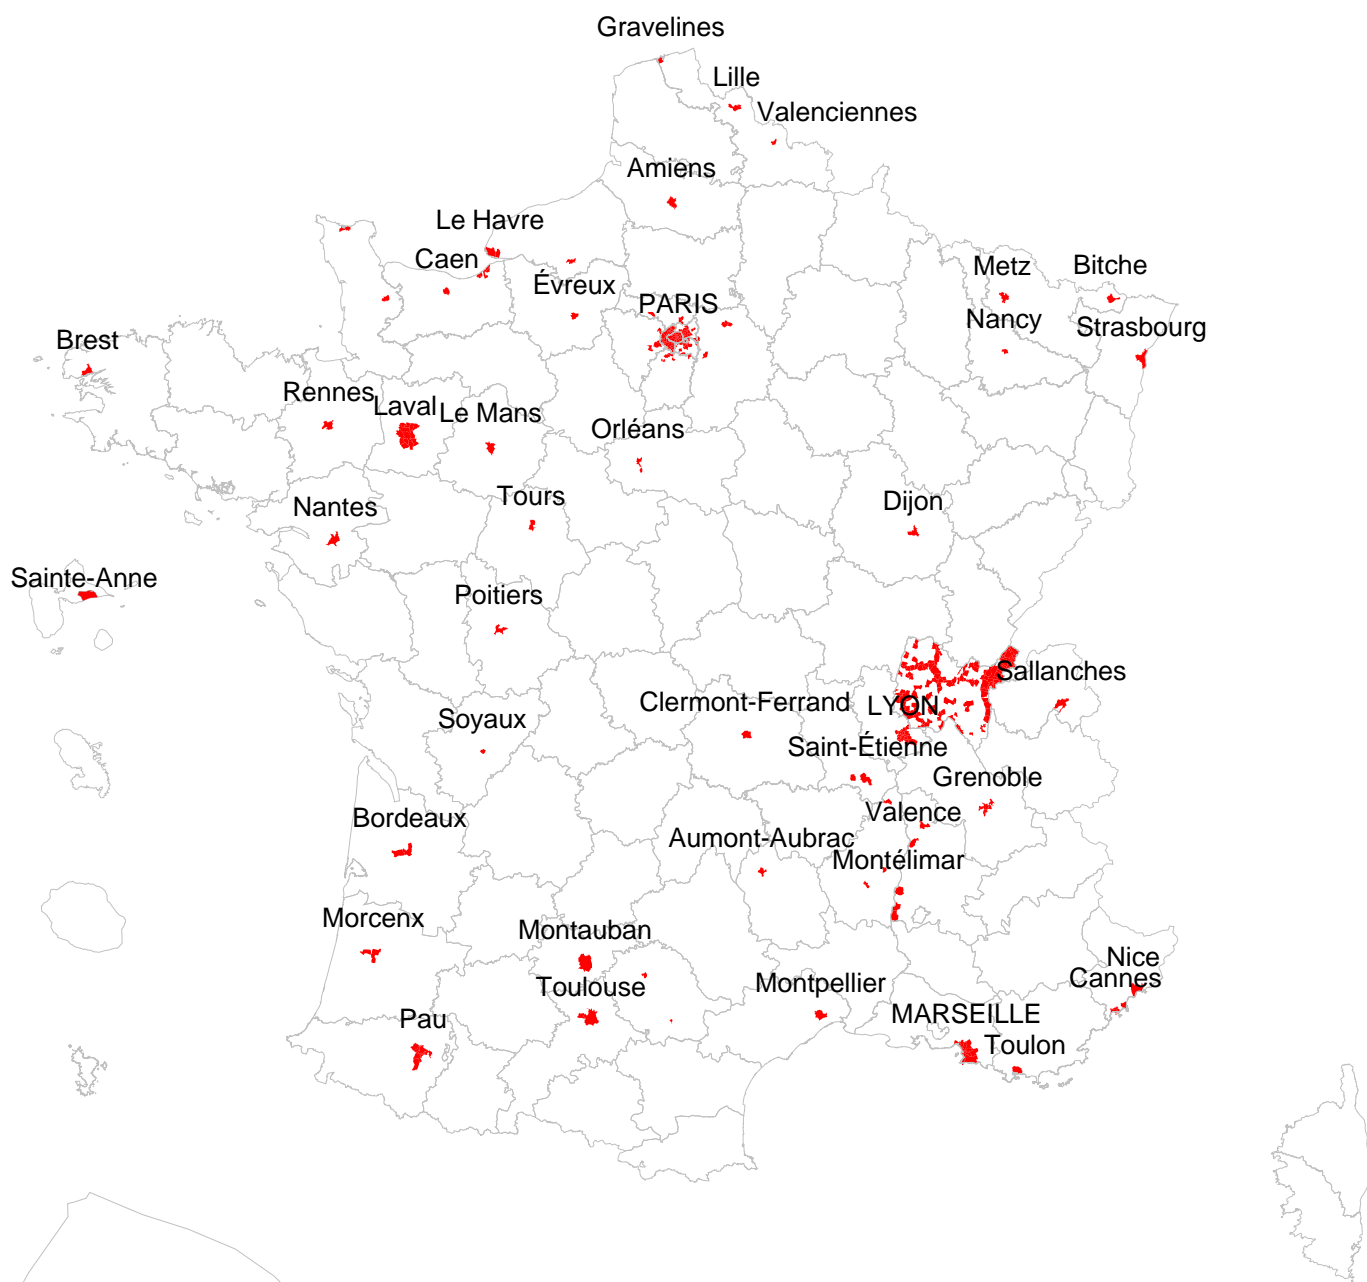 Gravelines
Lille
Valenciennes
Amiens
Le Havre
Caen
Évreux
PARIS
Metz
Bitche
Nancy
Strasbourg
Brest
Rennes
Laval
Le Mans
Orléans
Tours
Nantes
Dijon
Sainte-Anne
Poitiers
Sallanches
Clermont-Ferrand
LYON
Soyaux
Saint-Étienne
Grenoble
Bordeaux
Valence
Aumont-Aubrac
Montélimar
Morcenx
Montauban
Nice
Cannes
Toulouse
Montpellier
Pau
MARSEILLE
Toulon